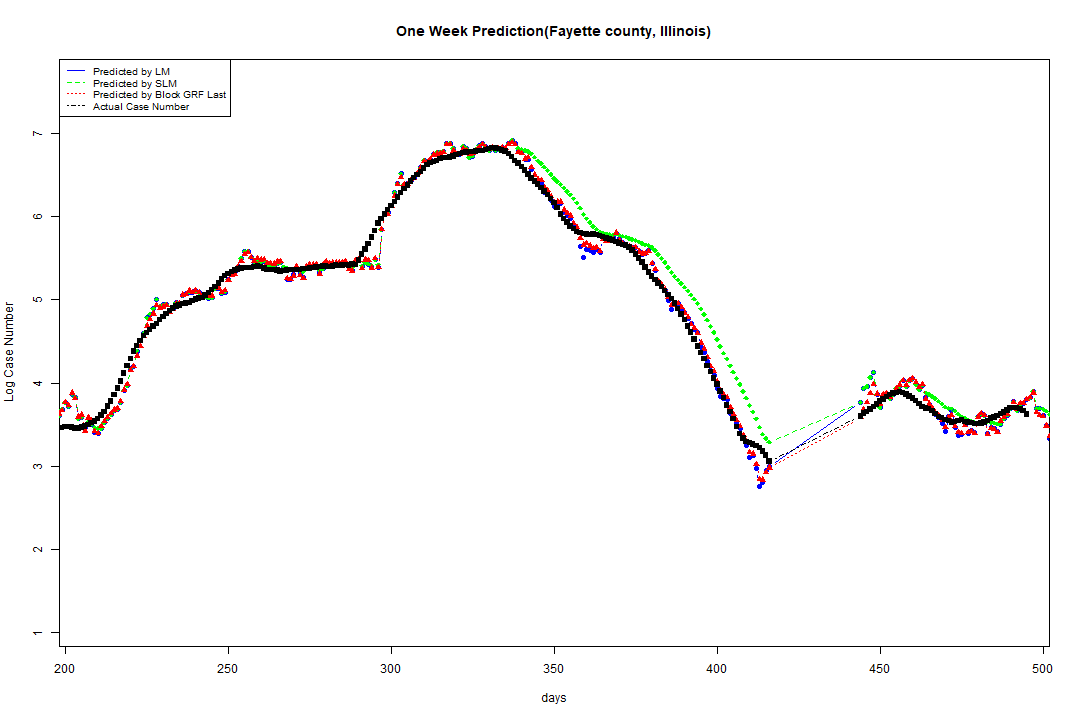 One Week Prediction(Fayette county, Illinois)
Predicted by LM
Predicted by SLM
Predicted by Block GRF Last
Actual Case Number
Log Case Number
7
6
5
4
3
2
1
200 250 300 350 400 450 500
days